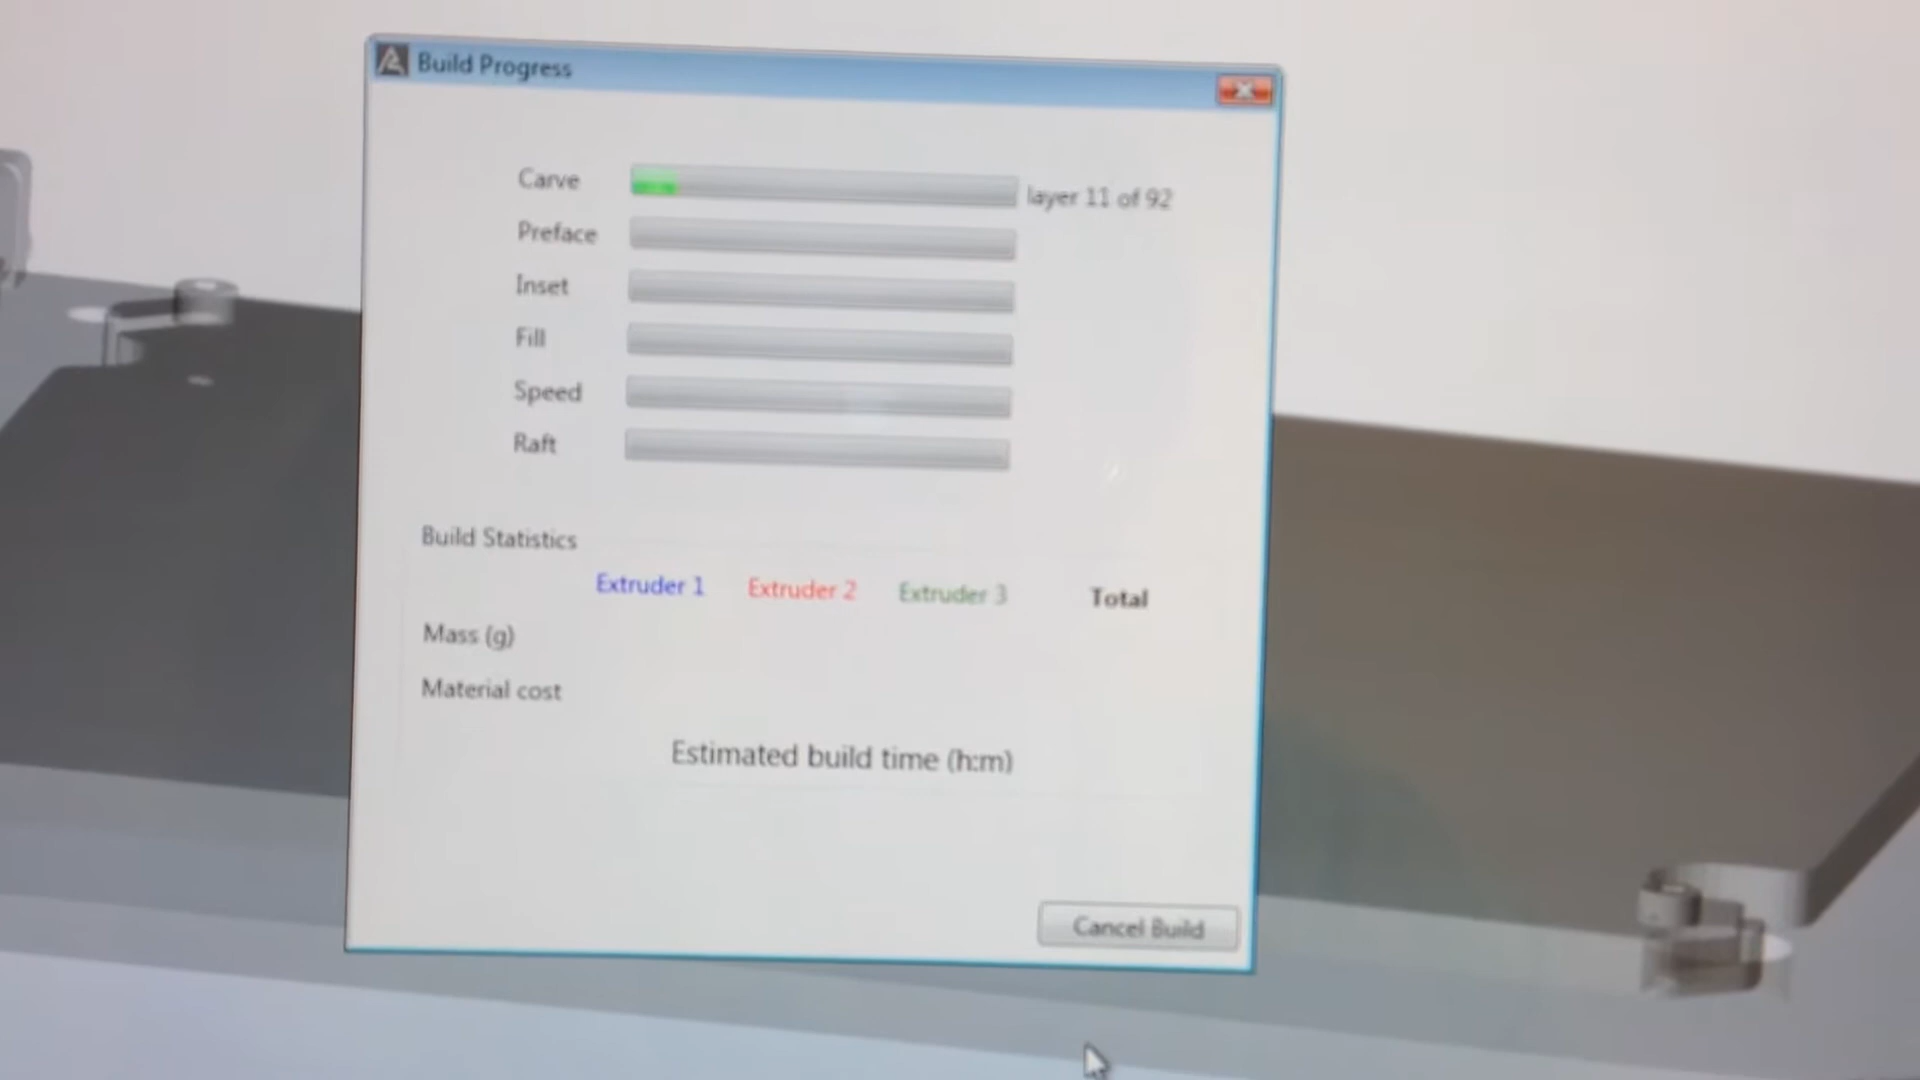 Build Progress
Carve layer 11 of 92
Preface
Inset
Fill
Speed
Raft
Build Statistics
Extruder 1 Extruder 2 Extruder 3 Total
Mass (g)
Material cost
Estimated build time (h:m)
Cancel Build